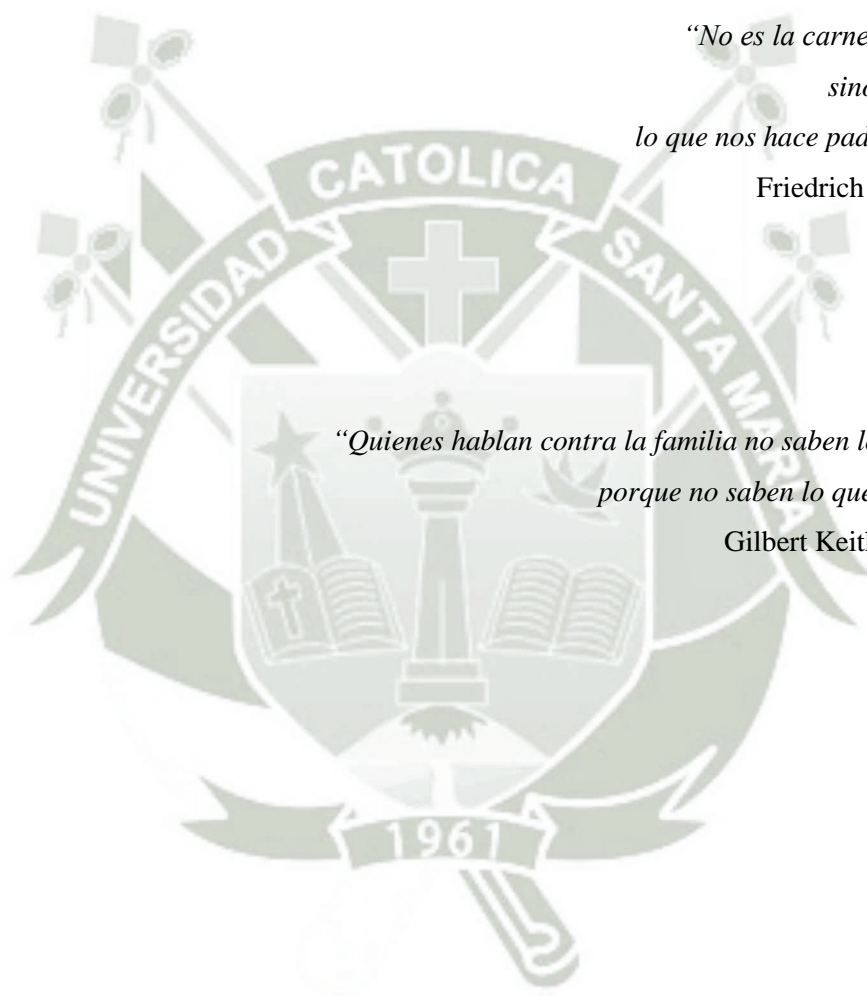 “No es la carne
sino
lo que nos hace pad
Friedrich
CATOLICA
UNIVERSIDAD
SANTA MARIA
“Quienes hablan contra la familia no saben l
porque no saben lo que
Gilbert Keit
1961